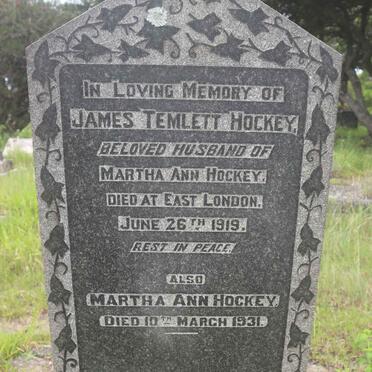 IN LOVING MEMORY OF
JAMES TEMLETT HOCKEY,
BELOVED HUSBAND OF
MARTHA ANN HOCKEY.
DIED AT EAST LONDON,
JUNE 26TH 1919.
REST IN PEACE.
ALSO
MARTHA ANN HOCKEY
DIED 10TH MARCH 1931.